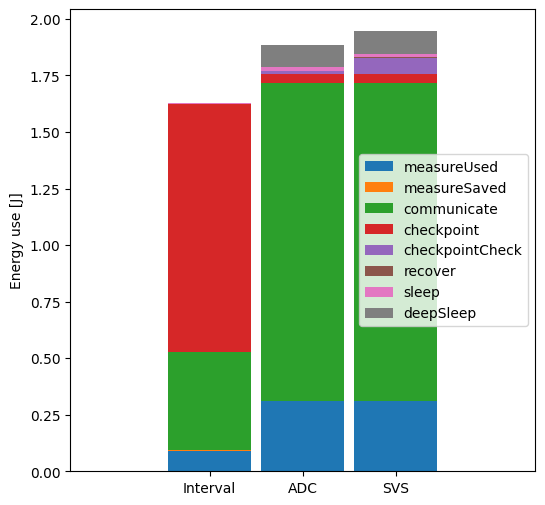 2.00
1.75
1.50
1.25
1.00
0.75
0.50
0.25
0.00
Energy use [J]
measureUsed
measureSaved
communicate
checkpoint
checkpointCheck
recover
sleep
deepSleep
Interval ADC SVS